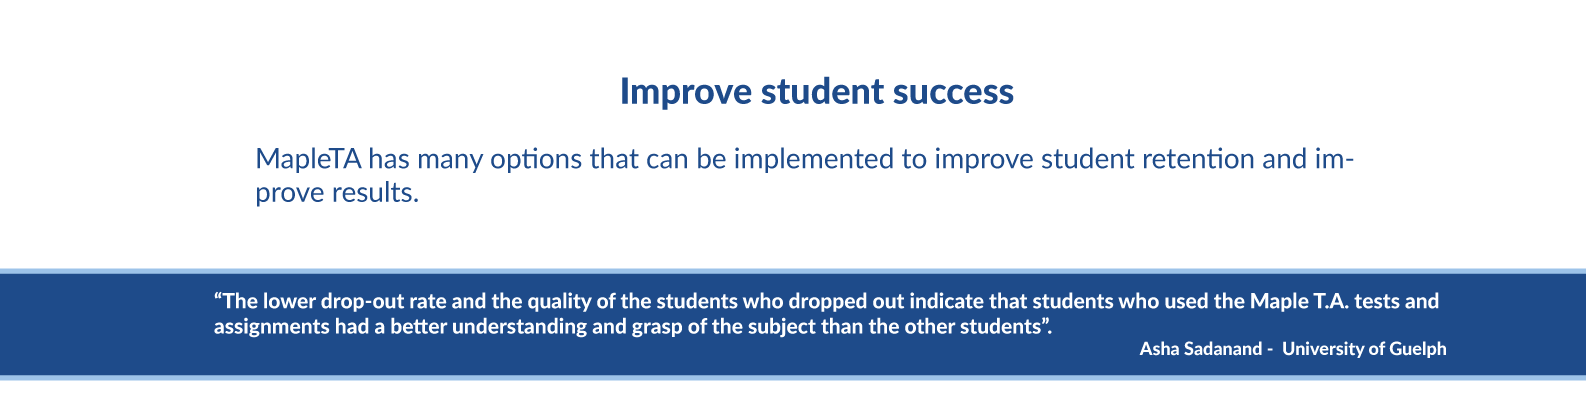 Improve student success
MapleTA has many options that can be implemented to improve student retention and im-
prove results.
“The lower drop-out rate and the quality of the students who dropped out indicate that students who used the Maple T.A. tests and
assignments had a better understanding and grasp of the subject than the other students”.
Asha Sadanand -  University of Guelph